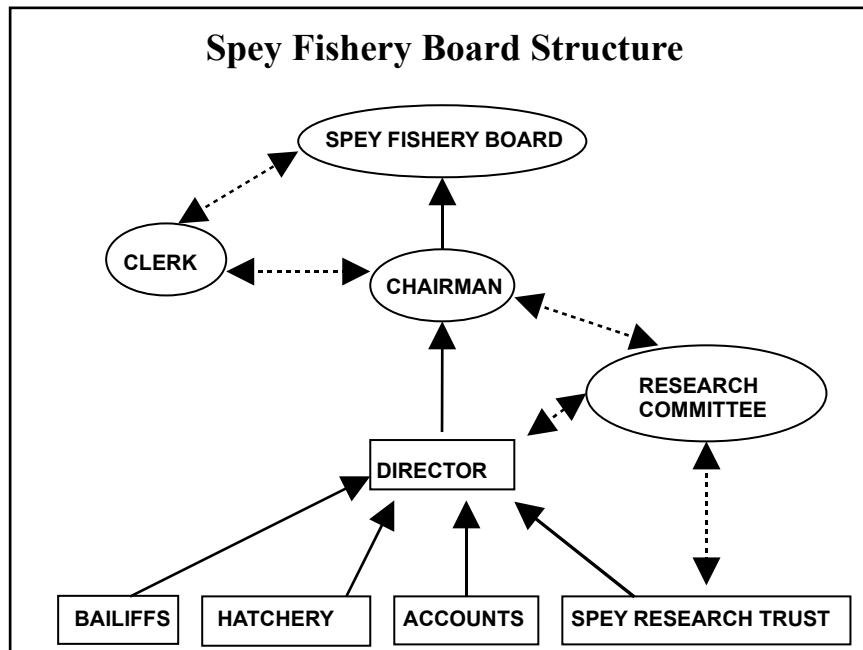 Spey Fishery Board Structure
SPEY FISHERY BOARD
CLERK
CHAIRMAN
RESEARCH
COMMITTEE
DIRECTOR
BAILIFFS
HATCHERY
ACCOUNTS
SPEY RESEARCH TRUST